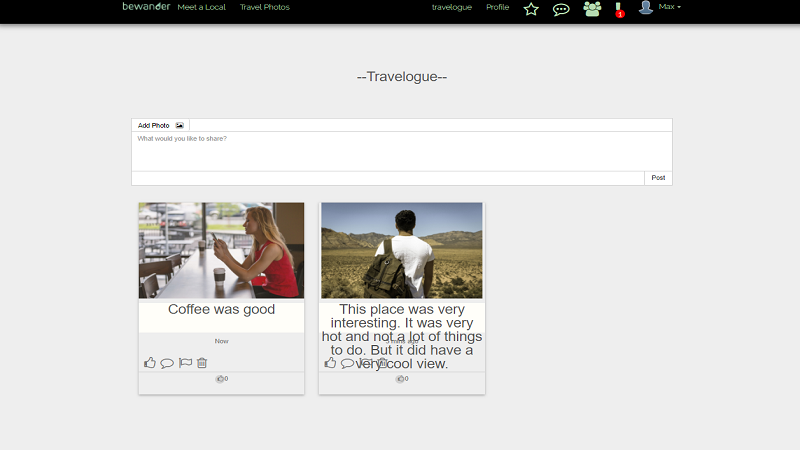 bewander Meet a Local Travel Photos travelogue Profile 1 Max
--Travelogue--
Add Photo
What would you like to share?
Post
Coffee was good
Now
0
This place was very
interesting. It was very
hot and not a lot of things
to do. But it did have a
very cool view.
mins ago
0